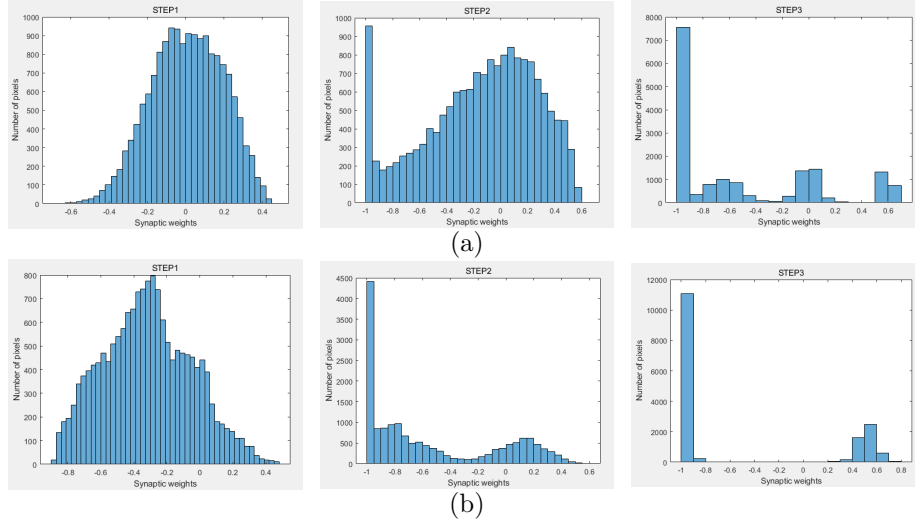 STEP1
Number of pixels
1000
900
800
700
600
500
400
300
200
100
0
-0.6 -0.4 -0.2 0 0.2 0.4
Synaptic weights
STEP2
Number of pixels
1000
900
800
700
600
500
400
300
200
100
0
-1 -0.8 -0.6 -0.4 -0.2 0 0.2 0.4 0.6
Synaptic weights
STEP3
Number of pixels
8000
7000
6000
5000
4000
3000
2000
1000
0
-1 -0.8 -0.6 -0.4 -0.2 0 0.2 0.4 0.6
Synaptic weights
(a)
STEP1
Number of pixels
800
700
600
500
400
300
200
100
0
-0.8 -0.6 -0.4 -0.2 0 0.2 0.4
Synaptic weights
STEP2
Number of pixels
4500
4000
3500
3000
2500
2000
1500
1000
500
0
-1 -0.8 -0.6 -0.4 -0.2 0 0.2 0.4 0.6
Synaptic weights
STEP3
Number of pixels
12000
10000
8000
6000
4000
2000
0
-1 -0.8 -0.6 -0.4 -0.2 0 0.2 0.4 0.6 0.8
Synaptic weights
(b)